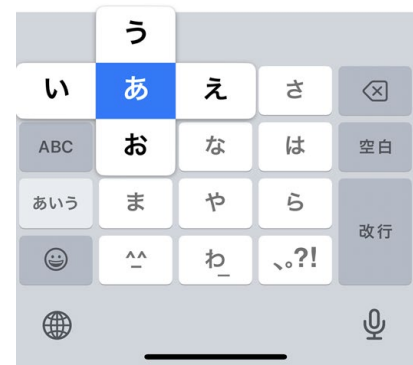 う
い あ え さ
ABC お な は 空白
あいう ま や ら 改行
^^ わ_ 、。?!